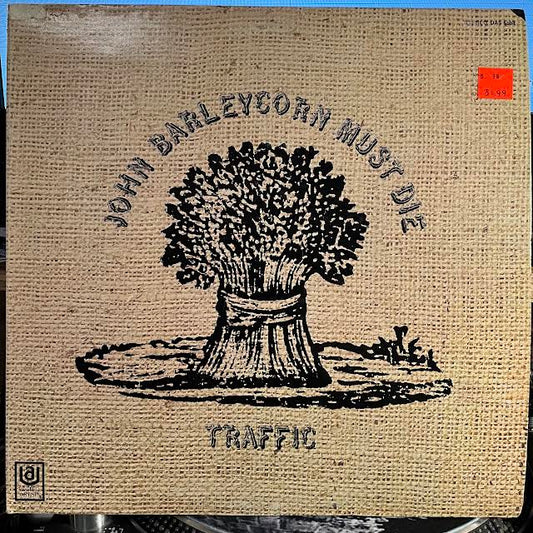 JOHN BARLEYCORN MUST DIE
3.99
TRAFFIC